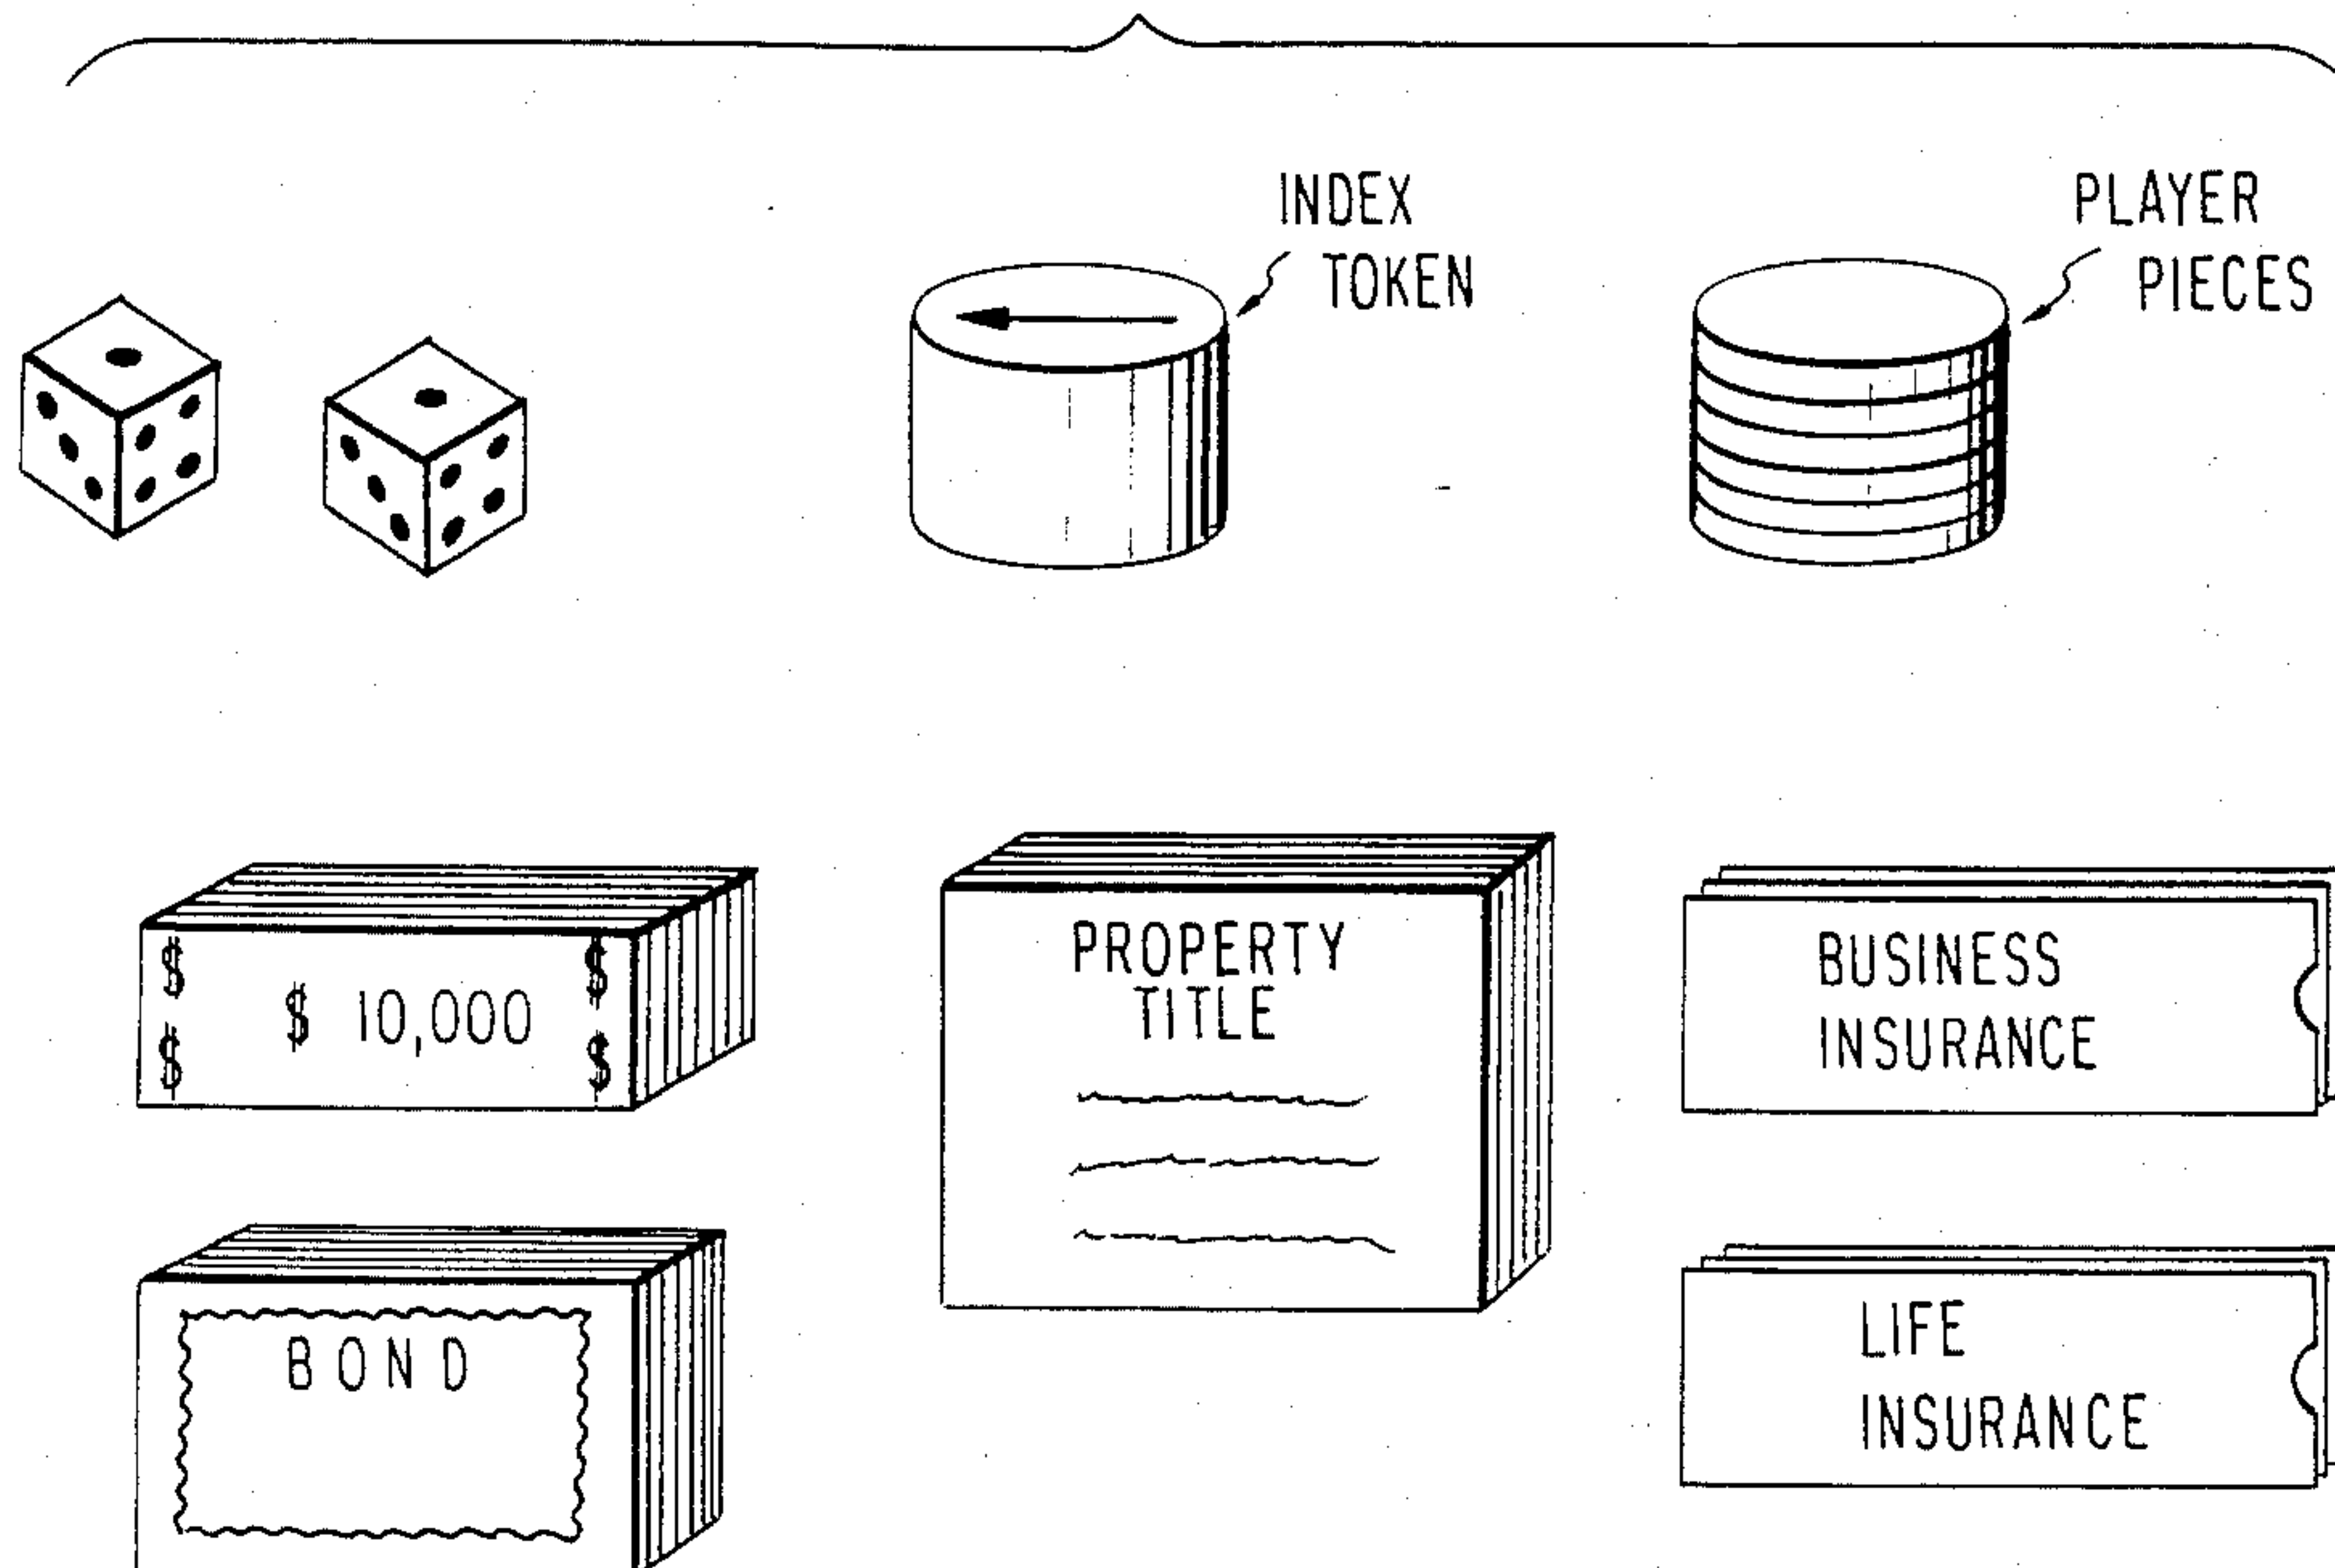 INDEX
TOKEN
PLAYER
PIECES
$ $
$ 10,000
$ $
PROPERTY
TITLE
BUSINESS
INSURANCE
BOND
LIFE
INSURANCE